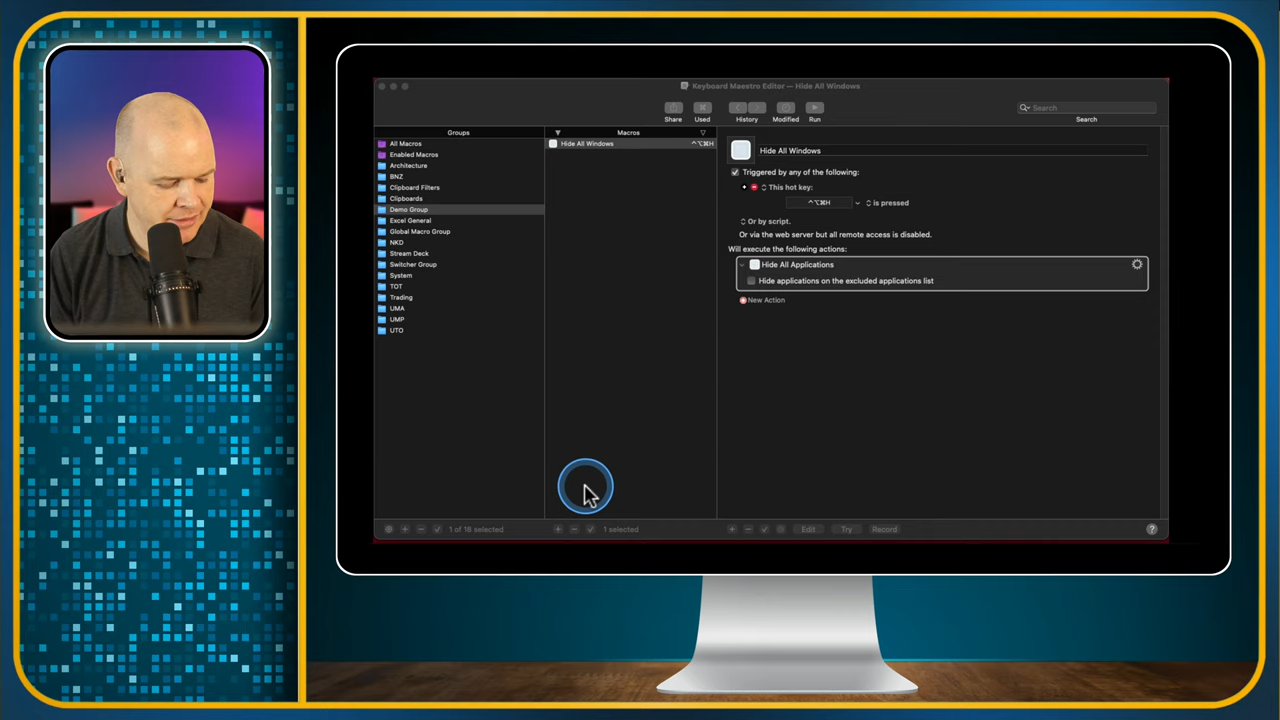 Keyboard Maestro Editor — Hide All Windows
Share
Used
History
Modified
Run
Search
Search
Groups
Macros
All Macros
Enabled Macros
Architecture
BNZ
Clipboard Filters
Clipboards
Demo Group
Excel General
Global Macro Group
NKD
Stream Deck
Switcher Group
System
TOT
Trading
UMA
UMP
UTO
Hide All Windows ^⌥⌘H
Hide All Windows
Triggered by any of the following:
This hot key:
^⌥⌘H is pressed
Or by script.
Or via the web server but all remote access is disabled.
Will execute the following actions:
Hide All Applications
Hide applications on the excluded applications list
New Action
1 of 18 selected
1 selected
Edit
Try
Record
?